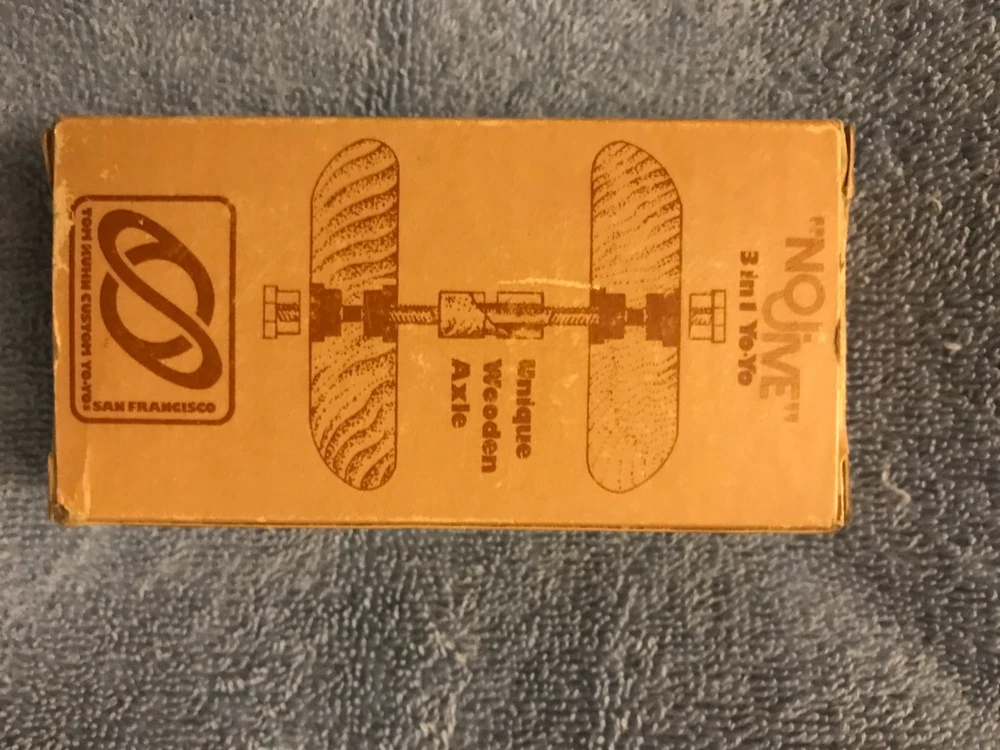 "NO JIVE"
3 in 1 Yo-Yo
Unique
Wooden
Axle
TOM KUHN CUSTOM YO-YO'S
SAN FRANCISCO